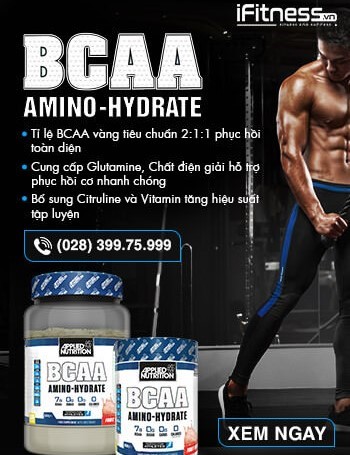 iFitness.vn
BCAA
AMINO-HYDRATE
Tỉ lệ BCAA vàng tiêu chuẩn 2:1:1 phục hồi
toàn diện
Cung cấp Glutamine, Chất điện giải hỗ trợ
phục hồi cơ nhanh chóng
Bổ sung Citruline và Vitamin tăng hiệu suất
tập luyện
(028) 399.75.999
APPLIED
NUTRITION
BCAA
AMINO-HYDRATE
APPLIED
NUTRITION
BCAA
AMINO-HYDRATE
XEM NGAY